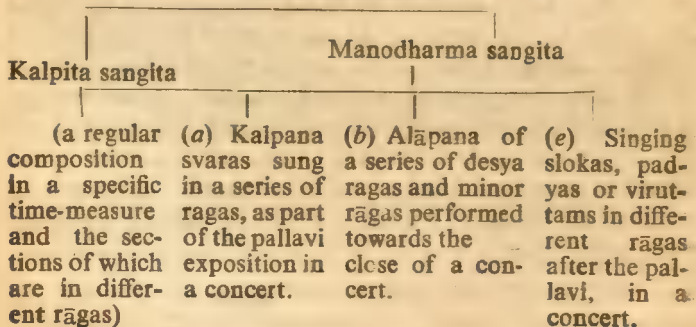 Manodharma sangita
Kalpita sangita
(a regular
composition
in a specific
time-measure
and the sec-
tions of which
are in differ-
ent rāgas)
(a) Kalpana
svaras sung
in a series of
ragas, as part
of the pallavi
exposition in
a concert.
(b) Alāpana of
a series of desya
ragas and minor
rāgas performed
towards the
close of a con-
cert.
(e) Singing
slokas, pad-
yas or virut-
tams in diffe-
rent rāgas
after the pal-
lavi, in a
concert.